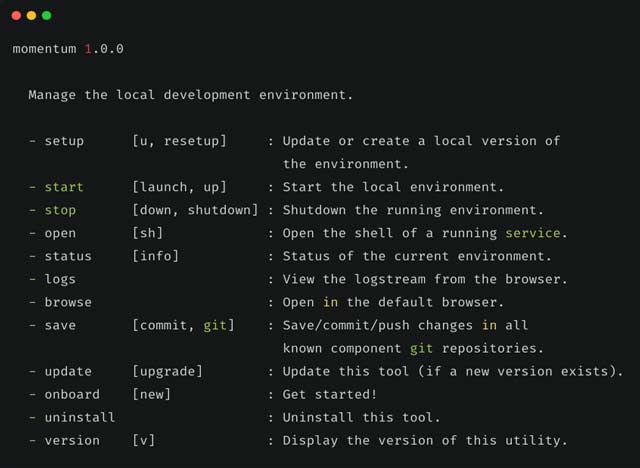 momentum 1.0.0
Manage the local development environment.
- setup [u, resetup] : Update or create a local version of
the environment.
- start [launch, up] : Start the local environment.
- stop [down, shutdown] : Shutdown the running environment.
- open [sh] : Open the shell of a running service.
- status [info] : Status of the current environment.
- logs : View the logstream from the browser.
- browse : Open in the default browser.
- save [commit, git] : Save/commit/push changes in all
known component git repositories.
- update [upgrade] : Update this tool (if a new version exists).
- onboard [new] : Get started!
- uninstall : Uninstall this tool.
- version [v] : Display the version of this utility.